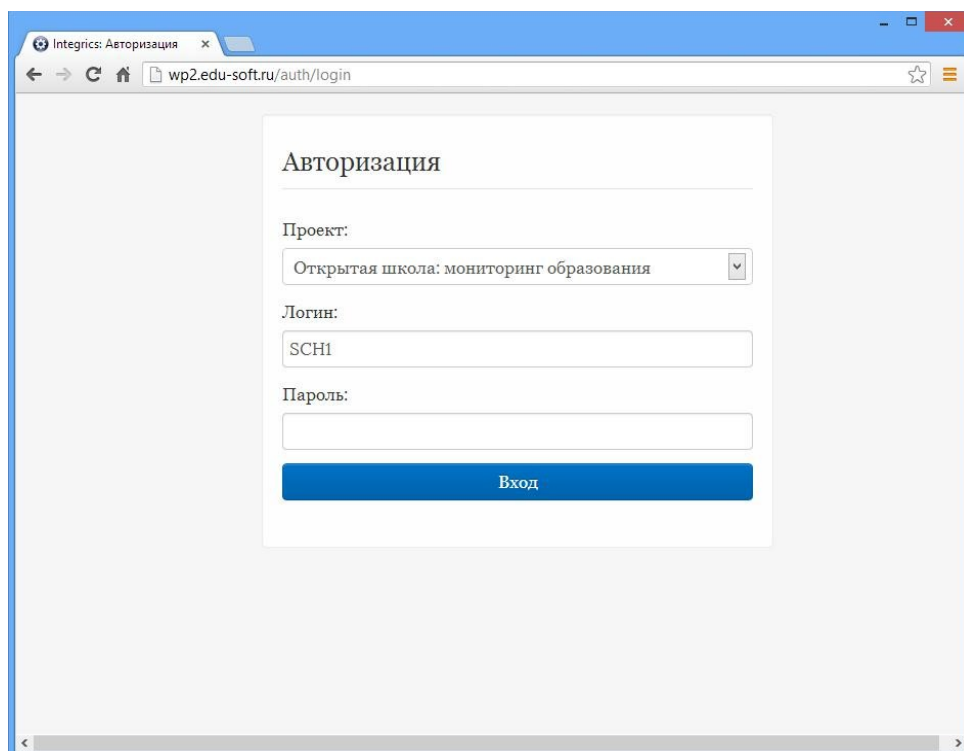 Integrics: Авторизация
wp2.edu-soft.ru/auth/login
Авторизация
Проект:
Открытая школа: мониторинг образования
Логин:
SCH1
Пароль:
Вход